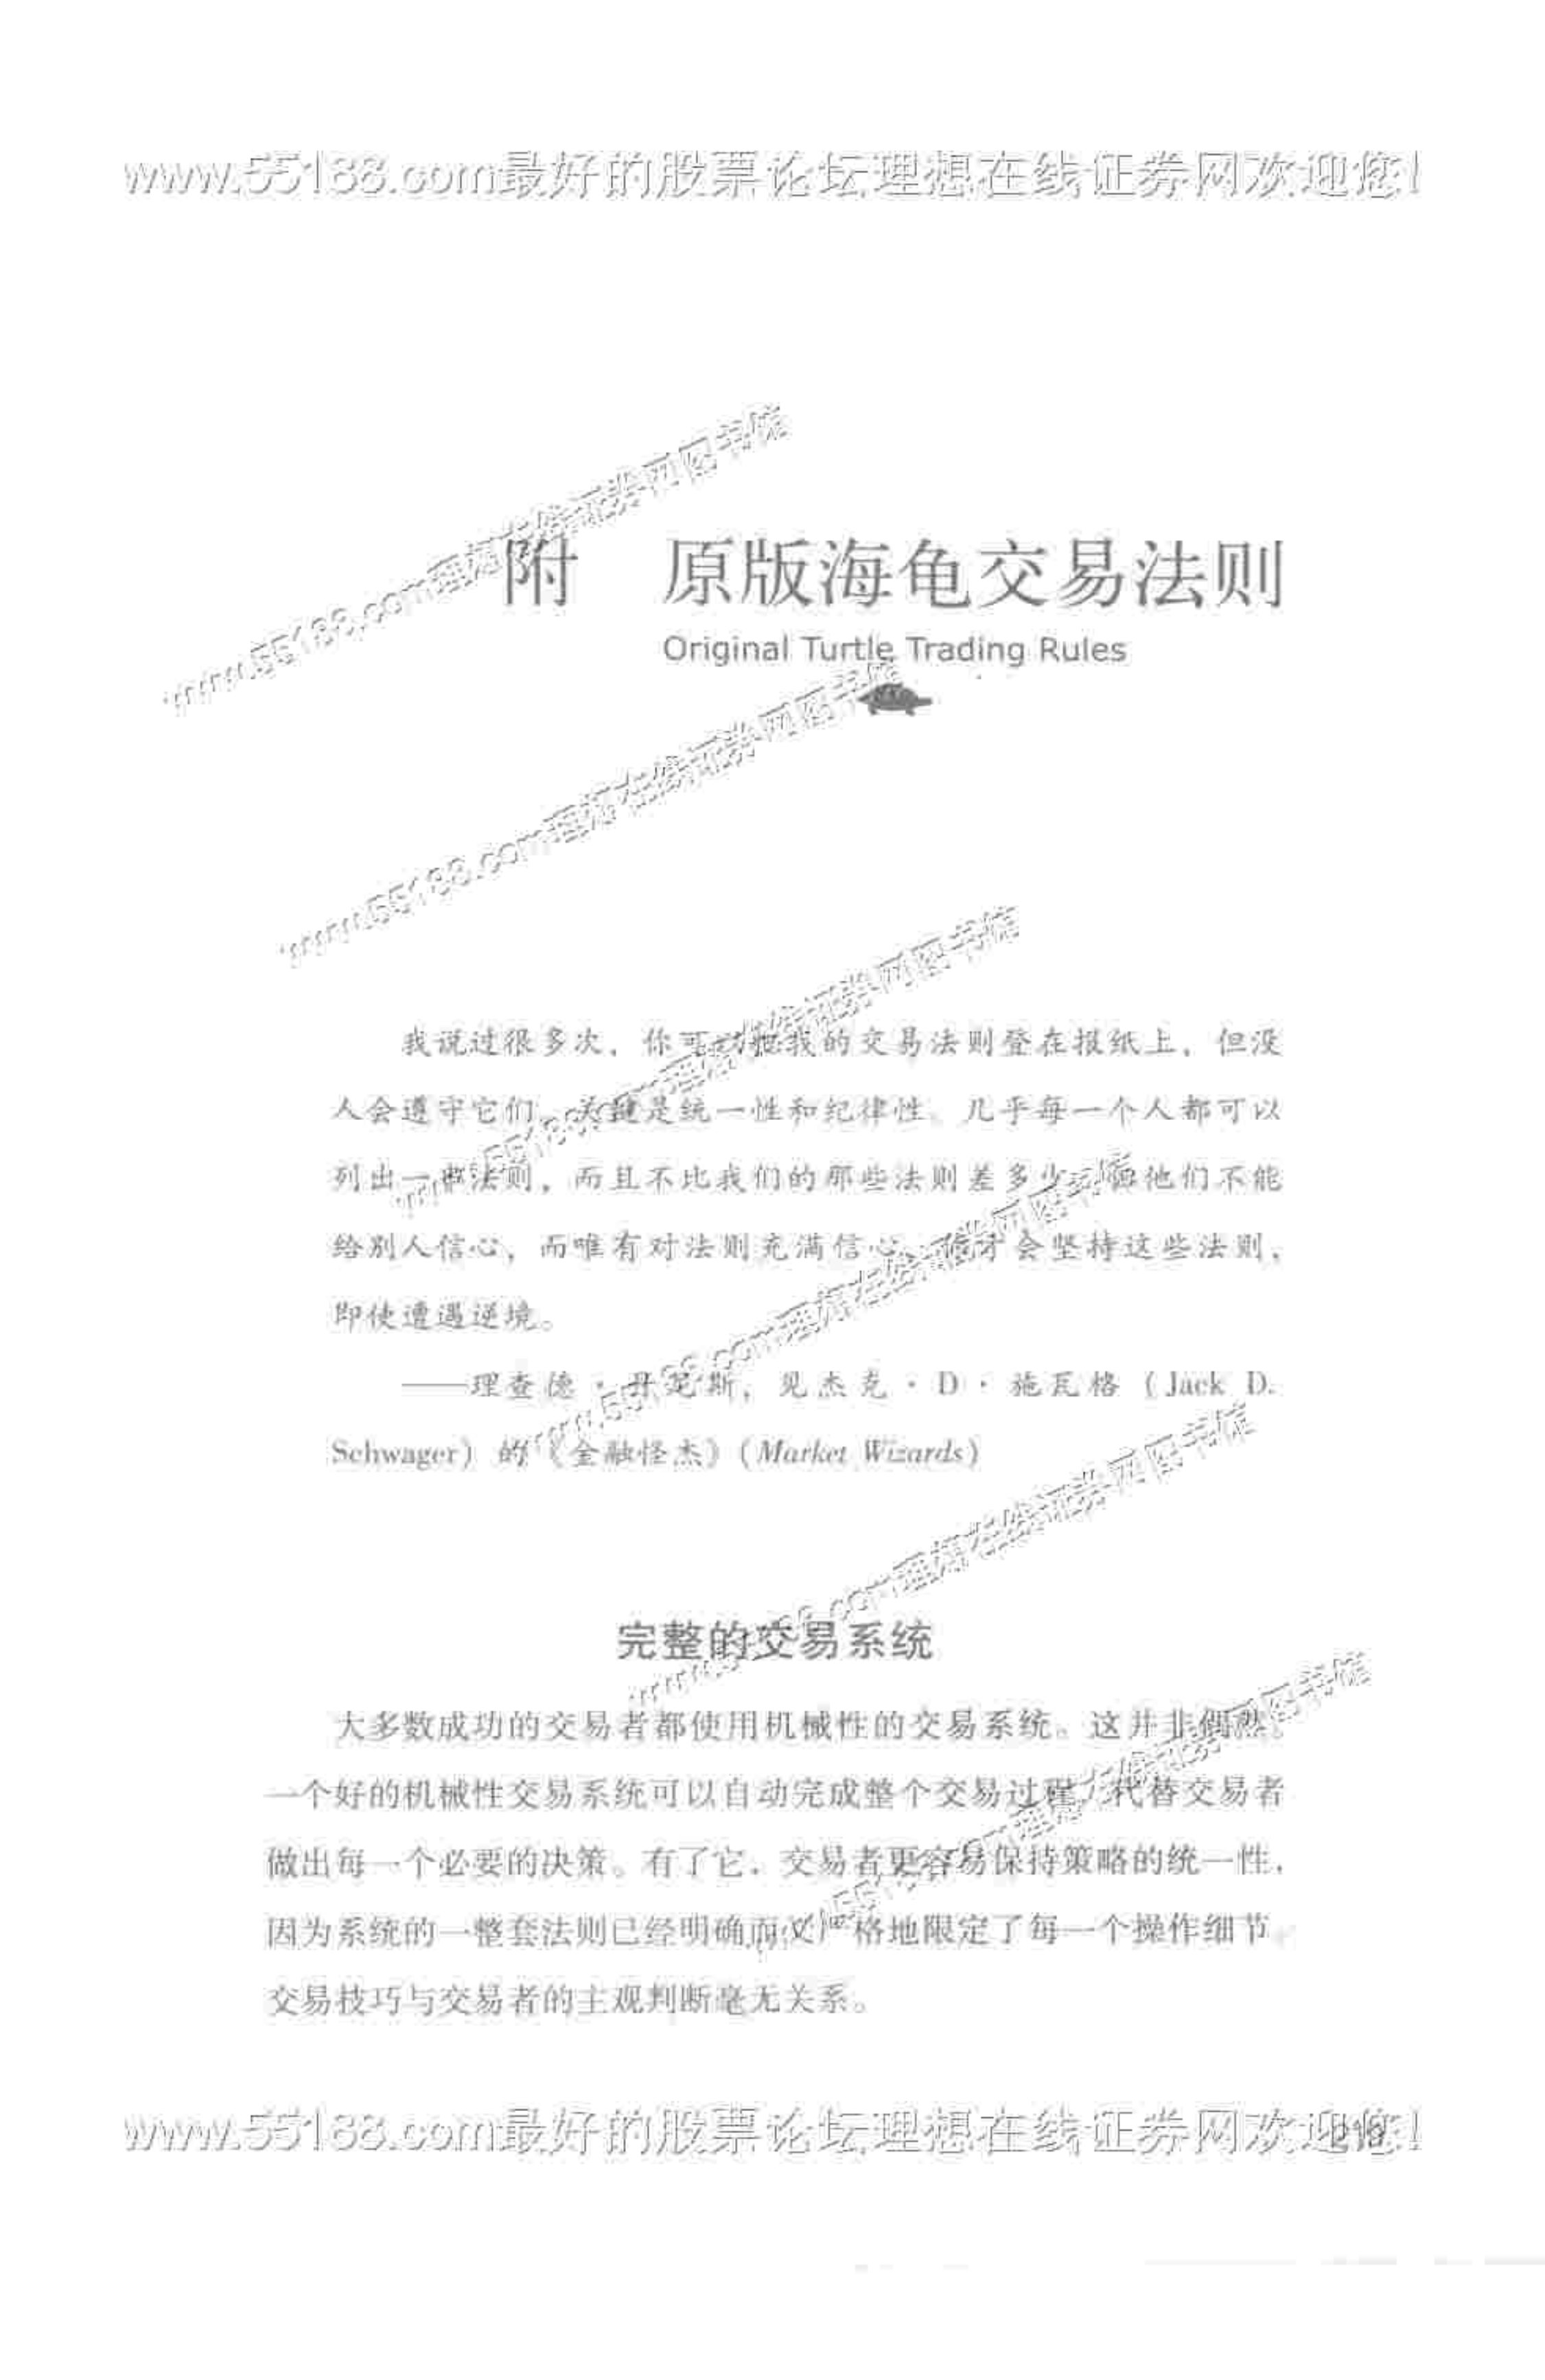 www.55188.com最好的股票论坛理想在线证券网欢迎您!
附 原版海龟交易法则
Original Turtle Trading Rules
我说过很多次，你可以把我的交易法则登在报纸上，但没
人会遵守它们。关键是统一性和纪律性。几乎每一个人都可以
列出一串法则，而且不比我们的那些法则差多少。但他们不能
给别人信心，而唯有对法则充满信心，你才会坚持这些法则，
即使遭遇逆境。
——理查德·丹尼斯，见杰克·D·施瓦格（Jack D.
Schwager）的《金融怪杰》（Market Wizards）
完整的交易系统
大多数成功的交易者都使用机械性的交易系统。这并非偶然。
一个好的机械性交易系统可以自动完成整个交易过程，代替交易者
做出每一个必要的决策。有了它，交易者更容易保持策略的统一性，
因为系统的一整套法则已经明确而又严格地限定了每一个操作细节。
交易技巧与交易者的主观判断毫无关系。
www.55188.com最好的股票论坛理想在线证券网欢迎您!